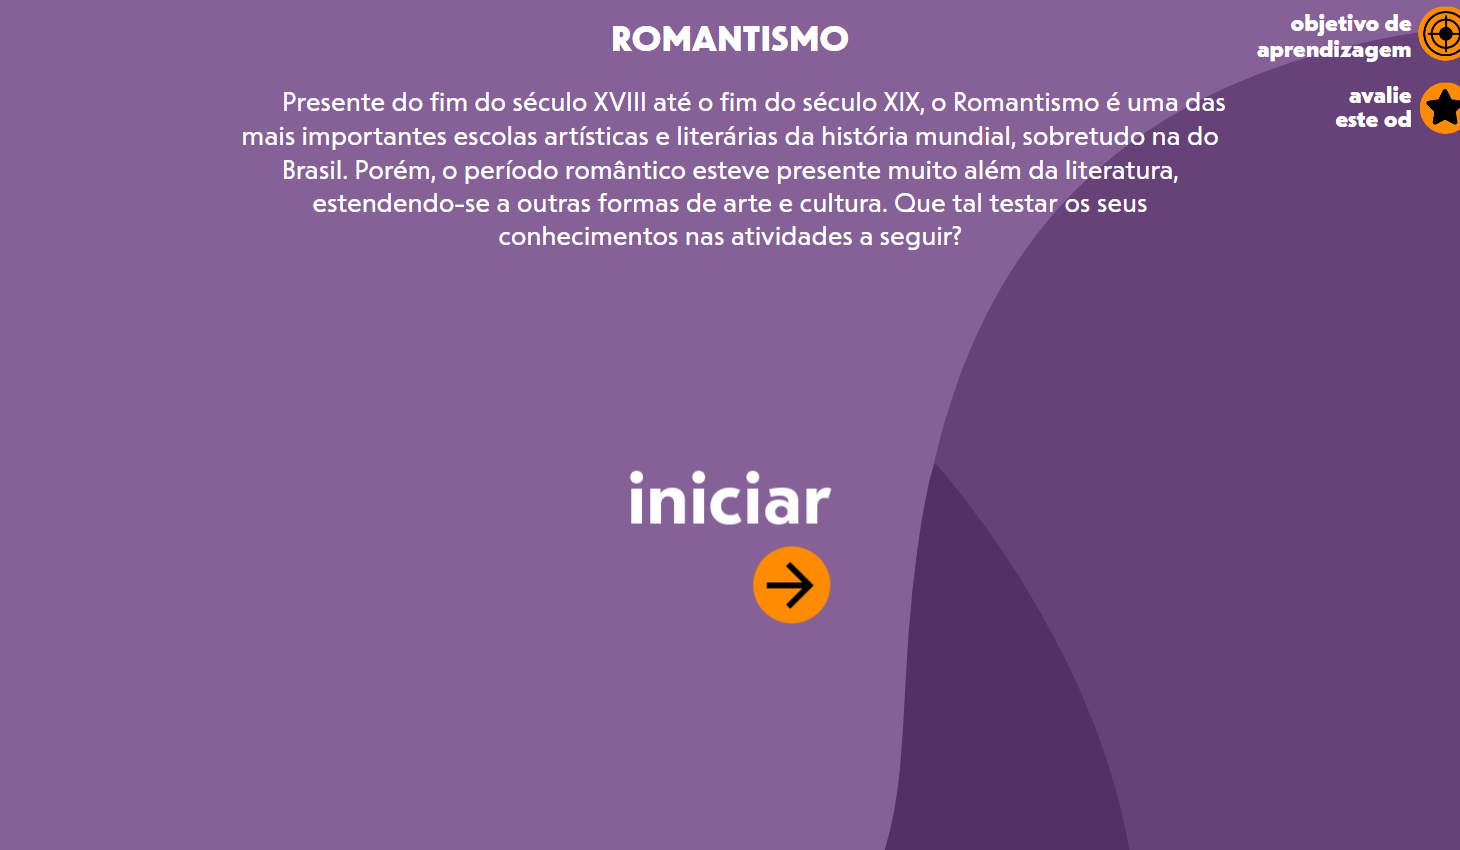 ROMANTISMO
Presente do fim do século XVIII até o fim do século XIX, o Romantismo é uma das
mais importantes escolas artísticas e literárias da história mundial, sobretudo na do
Brasil. Porém, o período romântico esteve presente muito além da literatura,
estendendo-se a outras formas de arte e cultura. Que tal testar os seus
conhecimentos nas atividades a seguir?
objetivo de
aprendizagem
avalie
este od
iniciar